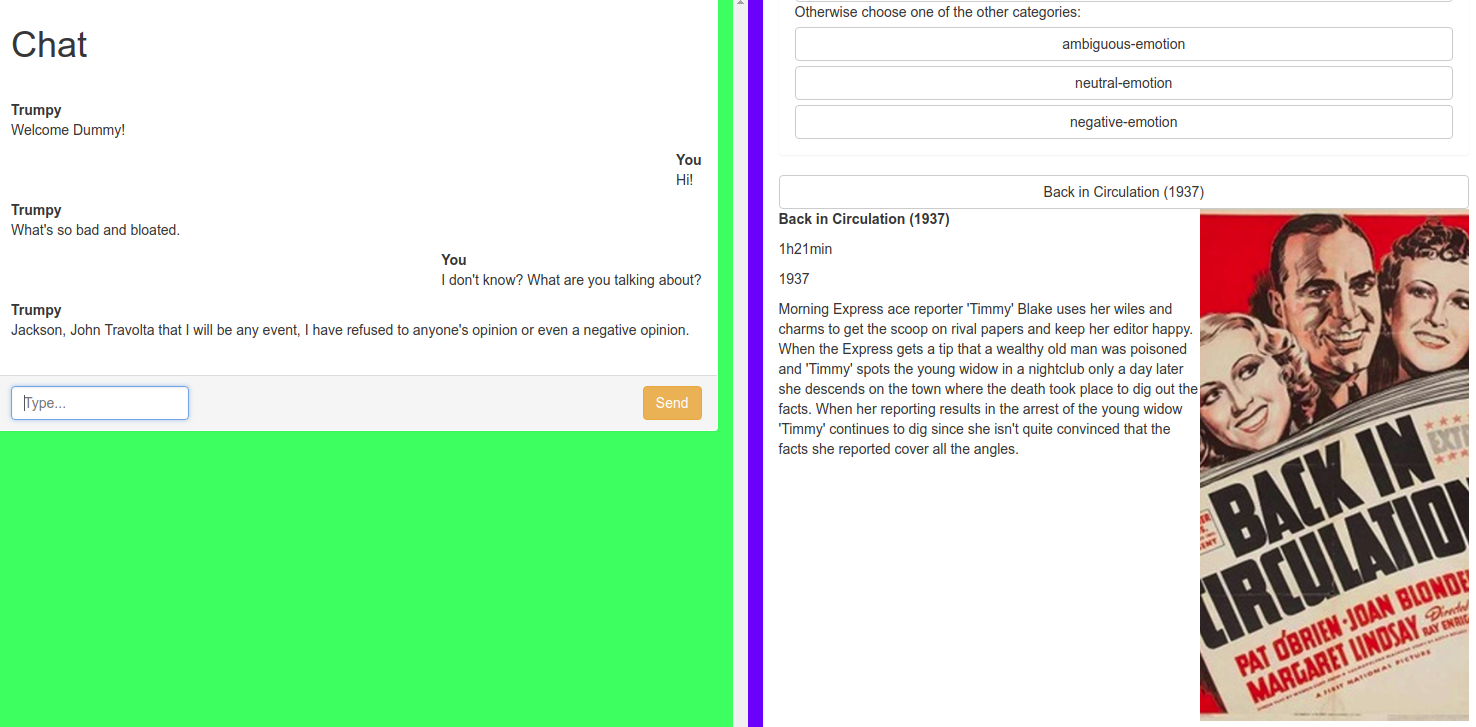 Chat
Trumpy
Welcome Dummy!
You
Hi!
Trumpy
What's so bad and bloated.
You
I don't know? What are you talking about?
Trumpy
Jackson, John Travolta that I will be any event, I have refused to anyone's opinion or even a negative opinion.
Type...
Send
Otherwise choose one of the other categories:
ambiguous-emotion
neutral-emotion
negative-emotion
Back in Circulation (1937)
Back in Circulation (1937)
1h21min
1937
Morning Express ace reporter 'Timmy' Blake uses her wiles and
charms to get the scoop on rival papers and keep her editor happy.
When the Express gets a tip that a wealthy old man was poisoned
and 'Timmy' spots the young widow in a nightclub only a day later
she descends on the town where the death took place to dig out the
facts. When her reporting results in the arrest of the young widow
'Timmy' continues to dig since she isn't quite convinced that the
facts she reported cover all the angles.
EXT
BACK IN
CIRCULATION
PAT O'BRIEN · JOAN BLONDE
MARGARET LINDSAY
Directed
RAY ENRIG
A FIRST NATIONAL PICTURE